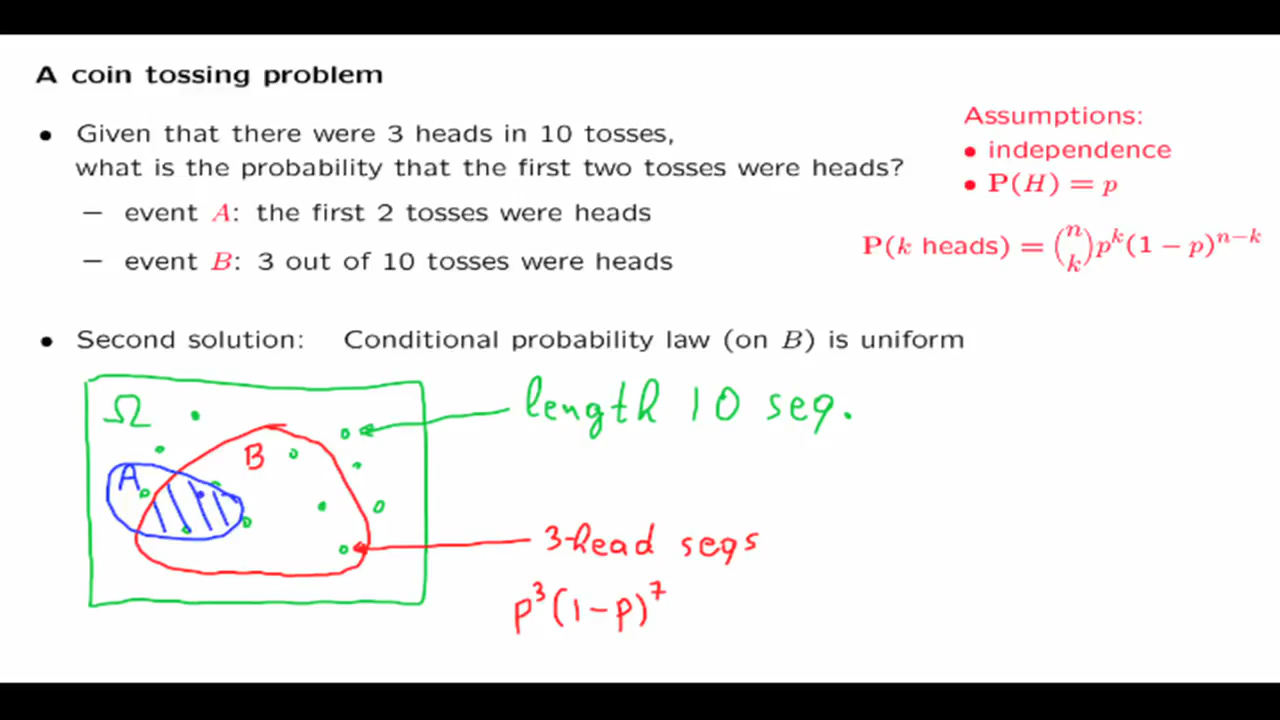 A coin tossing problem
• Given that there were 3 heads in 10 tosses,
what is the probability that the first two tosses were heads?
– event A: the first 2 tosses were heads
– event B: 3 out of 10 tosses were heads
Assumptions:
• independence
• P(H) = p
P(k heads) = (n k) p^k (1 − p)^{n−k}
• Second solution: Conditional probability law (on B) is uniform
Ω
B
A
length 10 seq.
3-head seqs
p^3 (1-p)^7